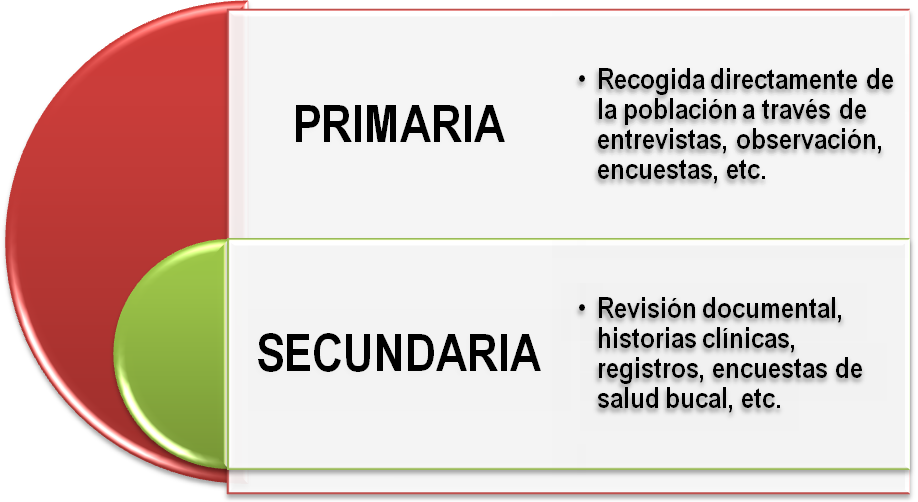 PRIMARIA
• Recogida directamente de
la población a través de
entrevistas, observación,
encuestas, etc.
SECUNDARIA
• Revisión documental,
historias clínicas,
registros, encuestas de
salud bucal, etc.